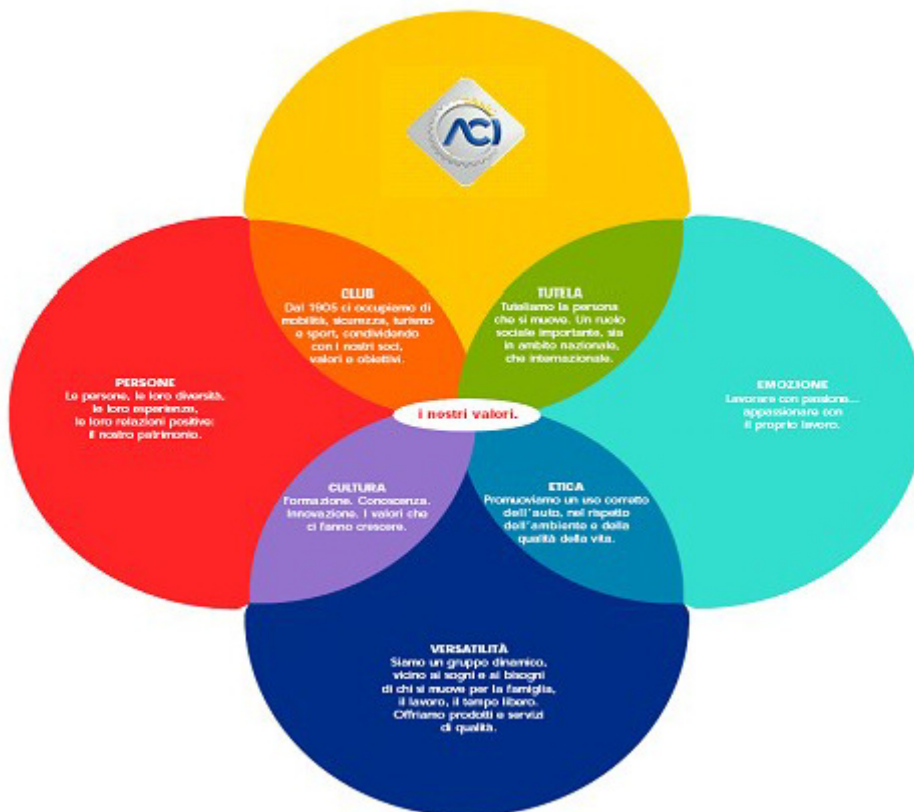 ACI
CLUB
Dal 1905 ci occupiamo di
mobilità, sicurezza, turismo
e sport, condividendo
con i nostri soci,
valori e obiettivi.
TUTELA
Tuteliamo la persona
che si muove. Un ruolo
sociale importante, sia
in ambito nazionale,
che internazionale.
PERSONE
Le persone, le loro diversità,
le loro esperienze,
le loro relazioni positive:
il nostro patrimonio.
i nostri valori.
EMOZIONE
Lavorare con passione...
appassionare con
il proprio lavoro.
CULTURA
Formazione. Conoscenza.
Innovazione. I valori che
ci fanno crescere.
ETICA
Promuoviamo un uso corretto
dell'auto, nel rispetto
dell'ambiente e della
qualità della vita.
VERSATILITÀ
Siamo un gruppo dinamico,
vicino ai sogni e ai bisogni
di chi si muove per la famiglia,
il lavoro, il tempo libero.
Offriamo prodotti e servizi
di qualità.